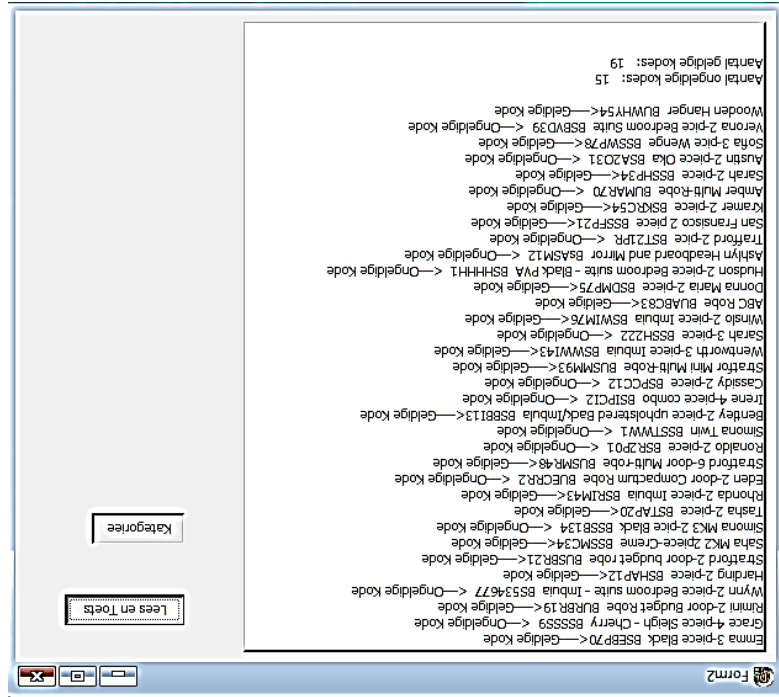 Form2
Emma 3-piece Black BSEBP70<----Geldige Kode
Grace 4-piece Sleigh - Cherry BSSSS9 <----Ongeldige Kode
Rimini 2-door Budget Robe BURBR19<----Geldige Kode
Wynn 2-piece Bedroom suite - Imbuia BS534677 <----Ongeldige Kode
Harding 2-piece BSHAP12<----Geldige Kode
Stratford 2-door budget robe BUSBR21<----Geldige Kode
Saha MK2 2piece-Creme BSSMC34<----Geldige Kode
Simona MK3 2-pice Black BSSB134 <----Ongeldige Kode
Tasha 2-piece BSTAP20<----Geldige Kode
Rhonda 2-piece Imbuia BSRIM43<----Geldige Kode
Eden 2-door Compactum Robe BUECRR2 <----Ongeldige Kode
Stratford 6-door Multi-robe BUSMR48<----Geldige Kode
Ronaldo 2-piece BSR2P01 <----Ongeldige Kode
Simona Twin BSSTWW1 <----Ongeldige Kode
Bentley 2-piece upholstered Back/Imbuia BSBBI13<----Geldige Kode
Irene 4-piece combo BSIPCI2 <----Ongeldige Kode
Cassidy 2-piece BSPCC12 <----Ongeldige Kode
Stratfor Mini Multi-Robe BUSMM93<----Geldige Kode
Wentworth 3-piece Imbuia BSWWI43<----Geldige Kode
Sarah 3-piece BSSH222 <----Ongeldige Kode
Winslo 2-piece Imbuia BSWIM76<----Geldige Kode
ABC Robe BUABC83<----Geldige Kode
Donna Maria 2-piece BSDMP75<----Geldige Kode
Hudson 2-piece Bedroom suite - Black PVA BSHHHH1 <----Ongeldige Kode
Ashlyn Headboard and Mirror BsASM12 <----Ongeldige Kode
Trafford 2-pice BST21PR <----Ongeldige Kode
San Fransisco 2 piece BSSFP21<----Geldige Kode
Kramer 2-piece BSKRC54<----Geldige Kode
Amber Multi-Robe BUMAR70 <----Ongeldige Kode
Sarah 2-piece BSSHP34<----Geldige Kode
Austin 2-piece Oka BSA2O31 <----Ongeldige Kode
Sofia 3-pice Wenge BSSWP78<----Geldige Kode
Verona 2-pice Bedroom Suite BSBVD39 <----Ongeldige Kode
Wooden Hanger BUWHY54<----Geldige Kode
Aantal ongeldige kodes: 15
Aantal geldige kodes: 19
Lees en Toets
Kategoriee